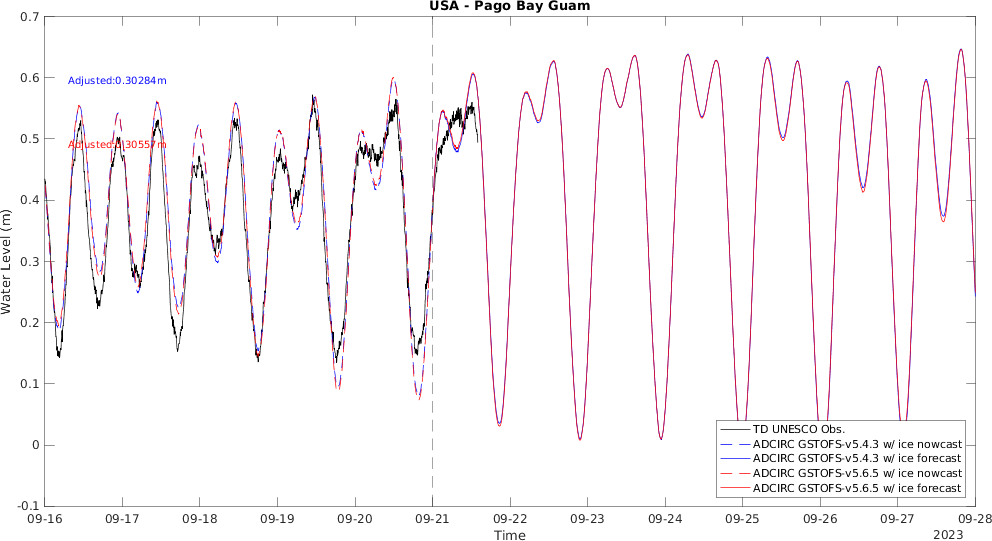 USA - Pago Bay Guam
0.7
0.6
0.5
0.4
0.3
0.2
0.1
0
-0.1
Water Level (m)
Adjusted:0.30284m
Adjusted:0.30557m
TD UNESCO Obs.
ADCIRC GSTOFS-v5.4.3 w/ ice nowcast
ADCIRC GSTOFS-v5.4.3 w/ ice forecast
ADCIRC GSTOFS-v5.6.5 w/ ice nowcast
ADCIRC GSTOFS-v5.6.5 w/ ice forecast
09-16 09-17 09-18 09-19 09-20 09-21 09-22 09-23 09-24 09-25 09-26 09-27 09-28
Time
2023